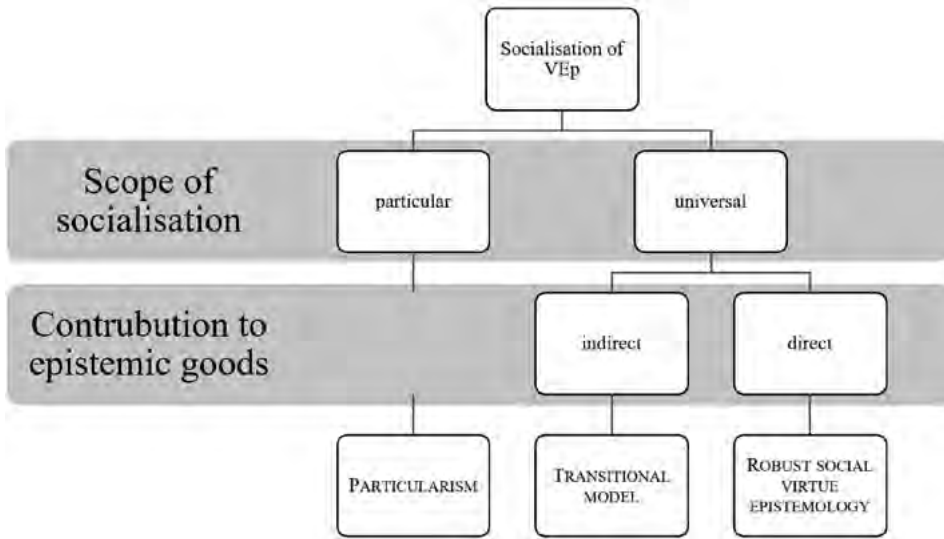 Socialisation of
VEp
Scope of
socialisation
particular
universal
Contrubution to
epistemic goods
indirect
direct
PARTICULARISM
TRANSITIONAL
MODEL
ROBUST SOCIAL
VIRTUE
EPISTEMOLOGY